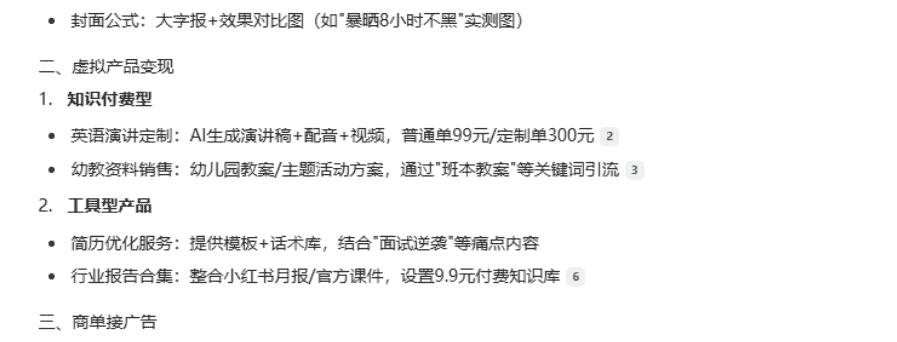 • 封面公式：大字报+效果对比图（如"暴晒8小时不黑"实测图）
二、虚拟产品变现
1. 知识付费型
• 英语演讲定制：AI生成演讲稿+配音+视频，普通单99元/定制单300元 2
• 幼教资料销售：幼儿园教案/主题活动方案，通过"班本教案"等关键词引流 3
2. 工具型产品
• 简历优化服务：提供模板+话术库，结合"面试逆袭"等痛点内容
• 行业报告合集：整合小红书月报/官方课件，设置9.9元付费知识库 6
三、商单接广告